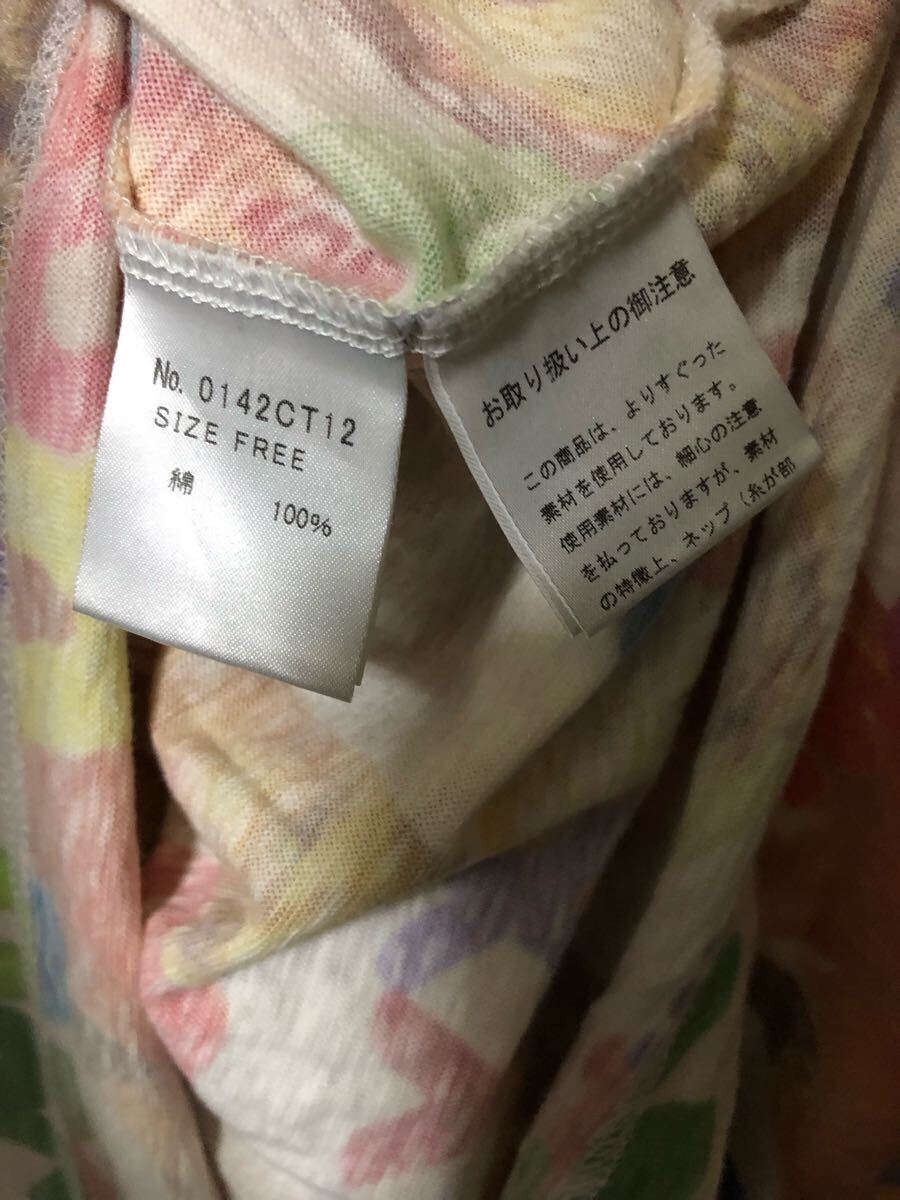 No. 0142CT12
SIZE FREE
綿 100%
お取り扱い上の御注意
この商品は、よりすぐった
素材を使用しております。
使用素材には、細心の注意
を払っておりますが、素材
の特徴上、ネップ（糸が部